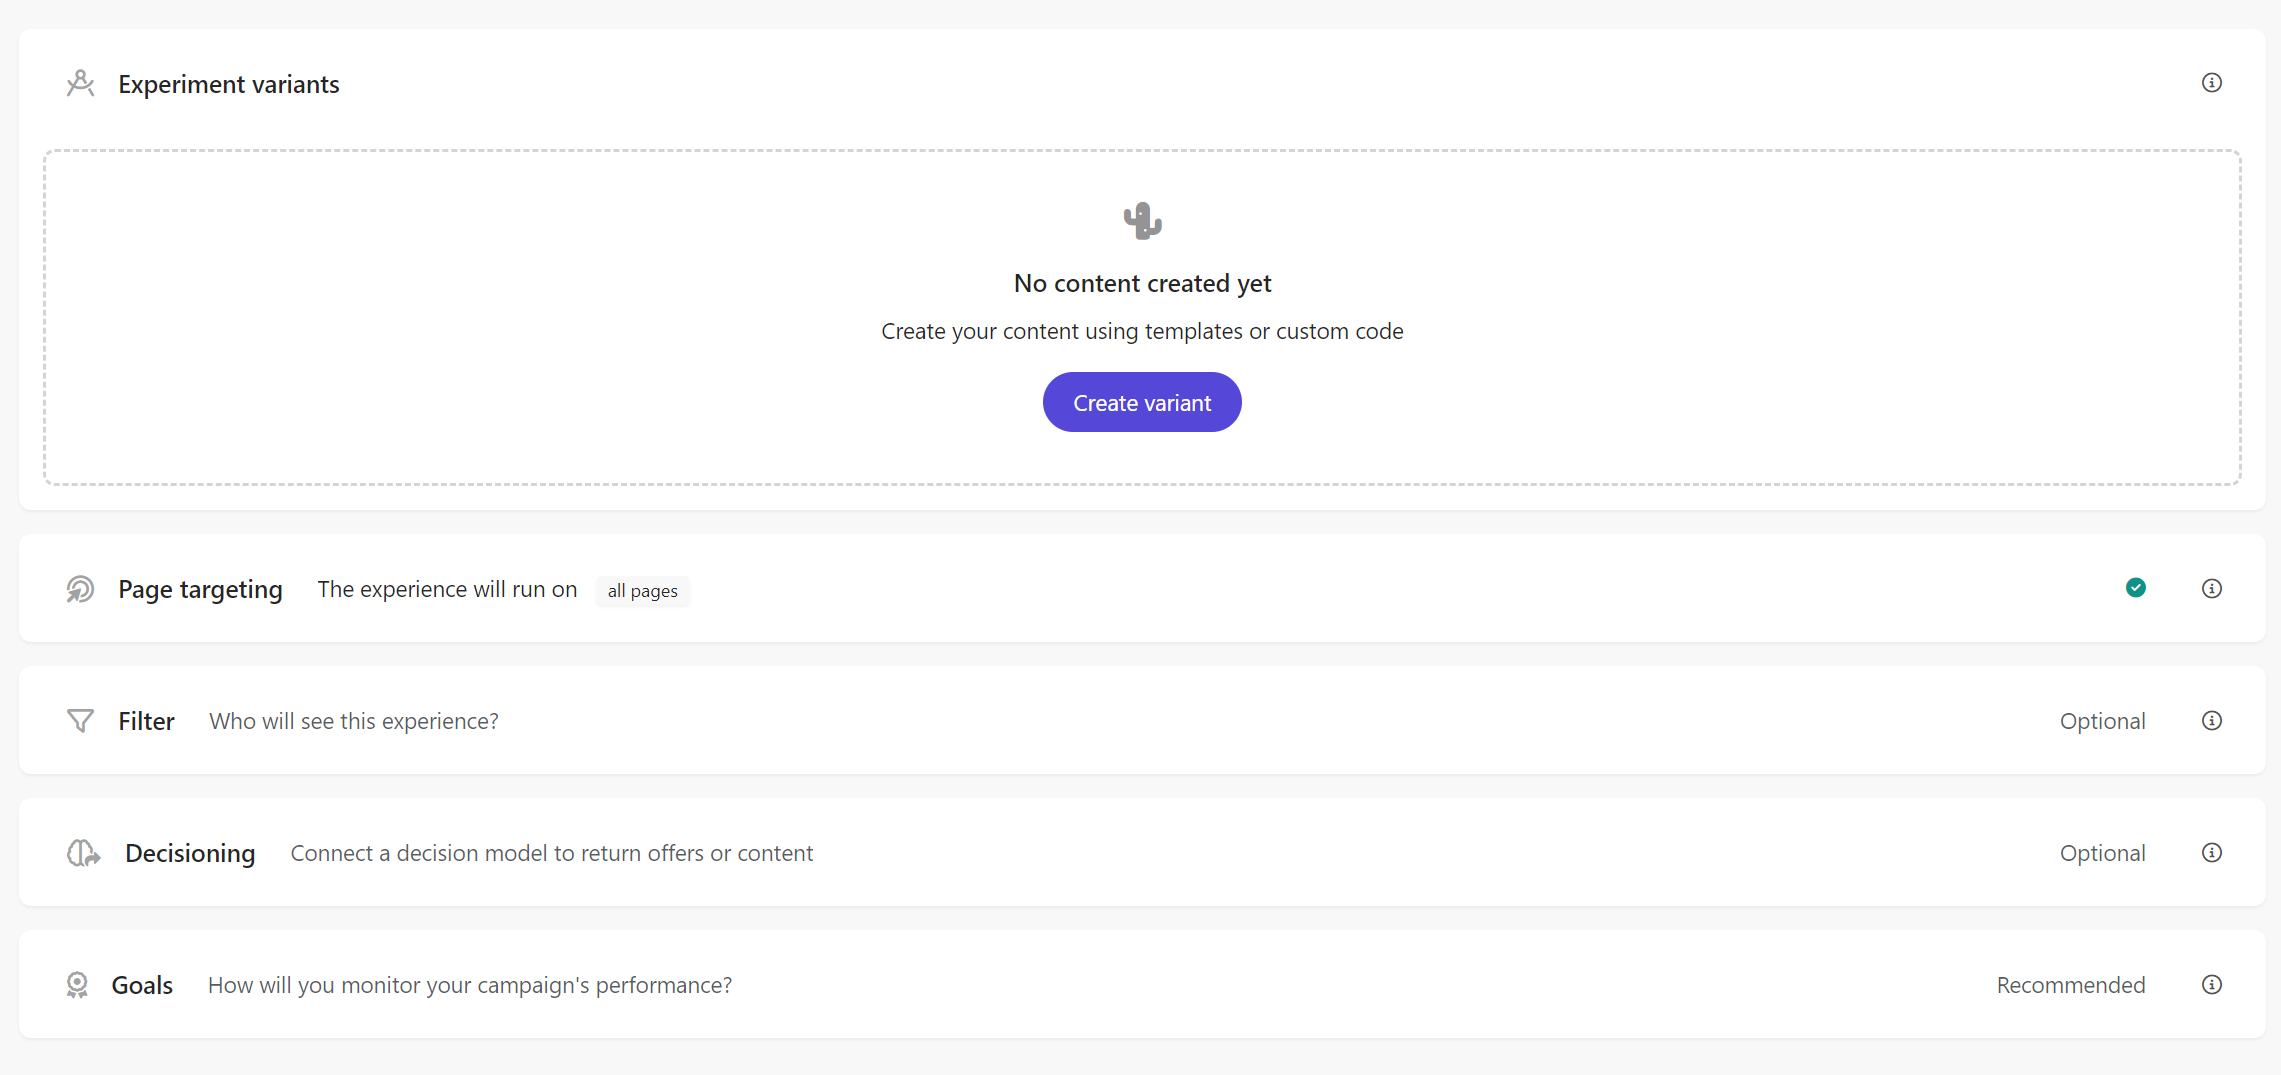 Experiment variants
No content created yet
Create your content using templates or custom code
Create variant
Page targeting The experience will run on all pages
Filter Who will see this experience? Optional
Decisioning Connect a decision model to return offers or content Optional
Goals How will you monitor your campaign's performance? Recommended